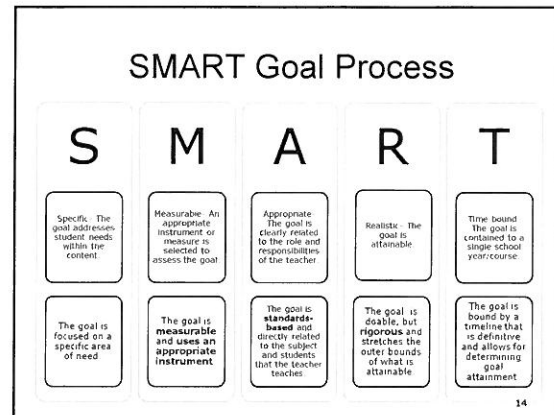 SMART Goal Process
S
M
A
R
T
Specific - The
goal addresses
student needs
within the
content.
Measurable- An
appropriate
instrument or
measure is
selected to
assess the goal
Appropriate-
The goal is
clearly related
to the role and
responsibilities
of the teacher.
Realistic - The
goal is
attainable
Time bound
The goal is
contained to a
single school
year/course
The goal is
focused on a
specific area
of need
The goal is
measurable
and uses an
appropriate
instrument
The goal is
standards-
based and
directly related
to the subject
and students
that the teacher
teaches.
The goal is
doable, but
rigorous and
stretches the
outer bounds
of what is
attainable
The goal is
bound by a
timeline that
is definitive
and allows for
determining
goal
attainment
14